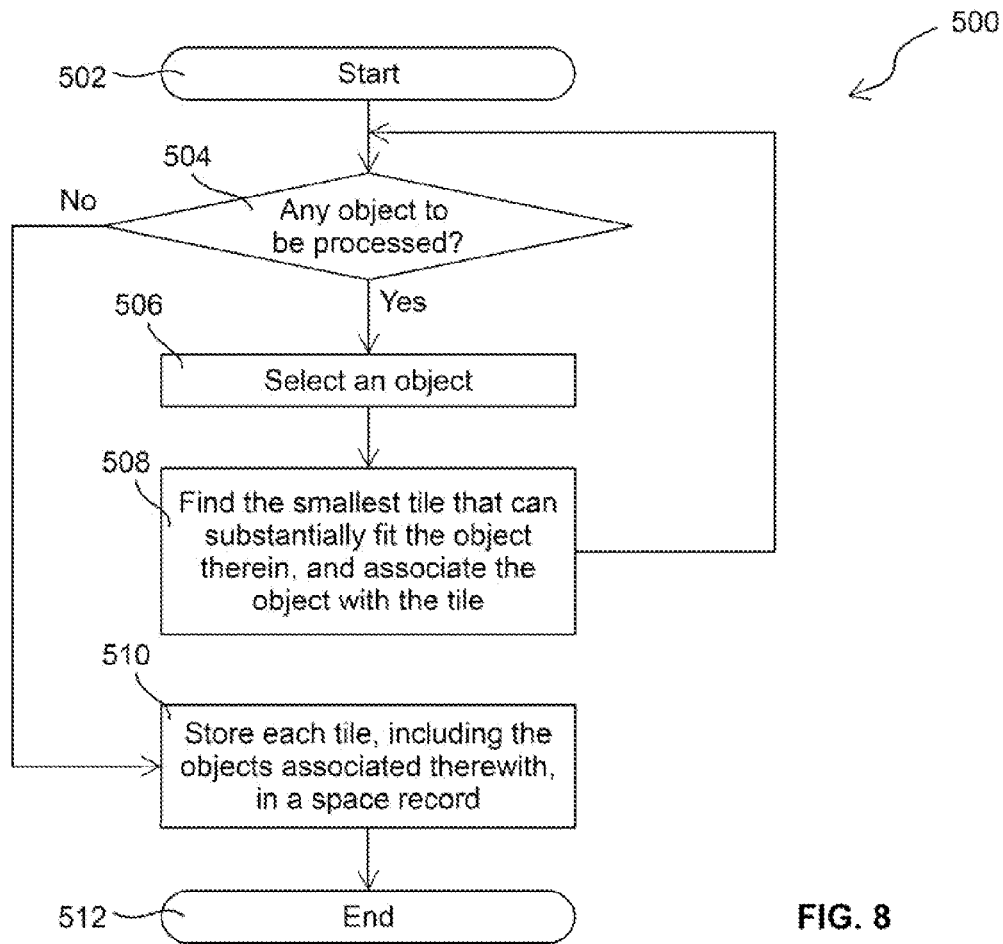 500
502
Start
504
No
Any object to
be processed?
Yes
506
Select an object
508
Find the smallest tile that can
substantially fit the object
therein, and associate the
object with the tile
510
Store each tile, including the
objects associated therewith,
in a space record
512
End
FIG. 8